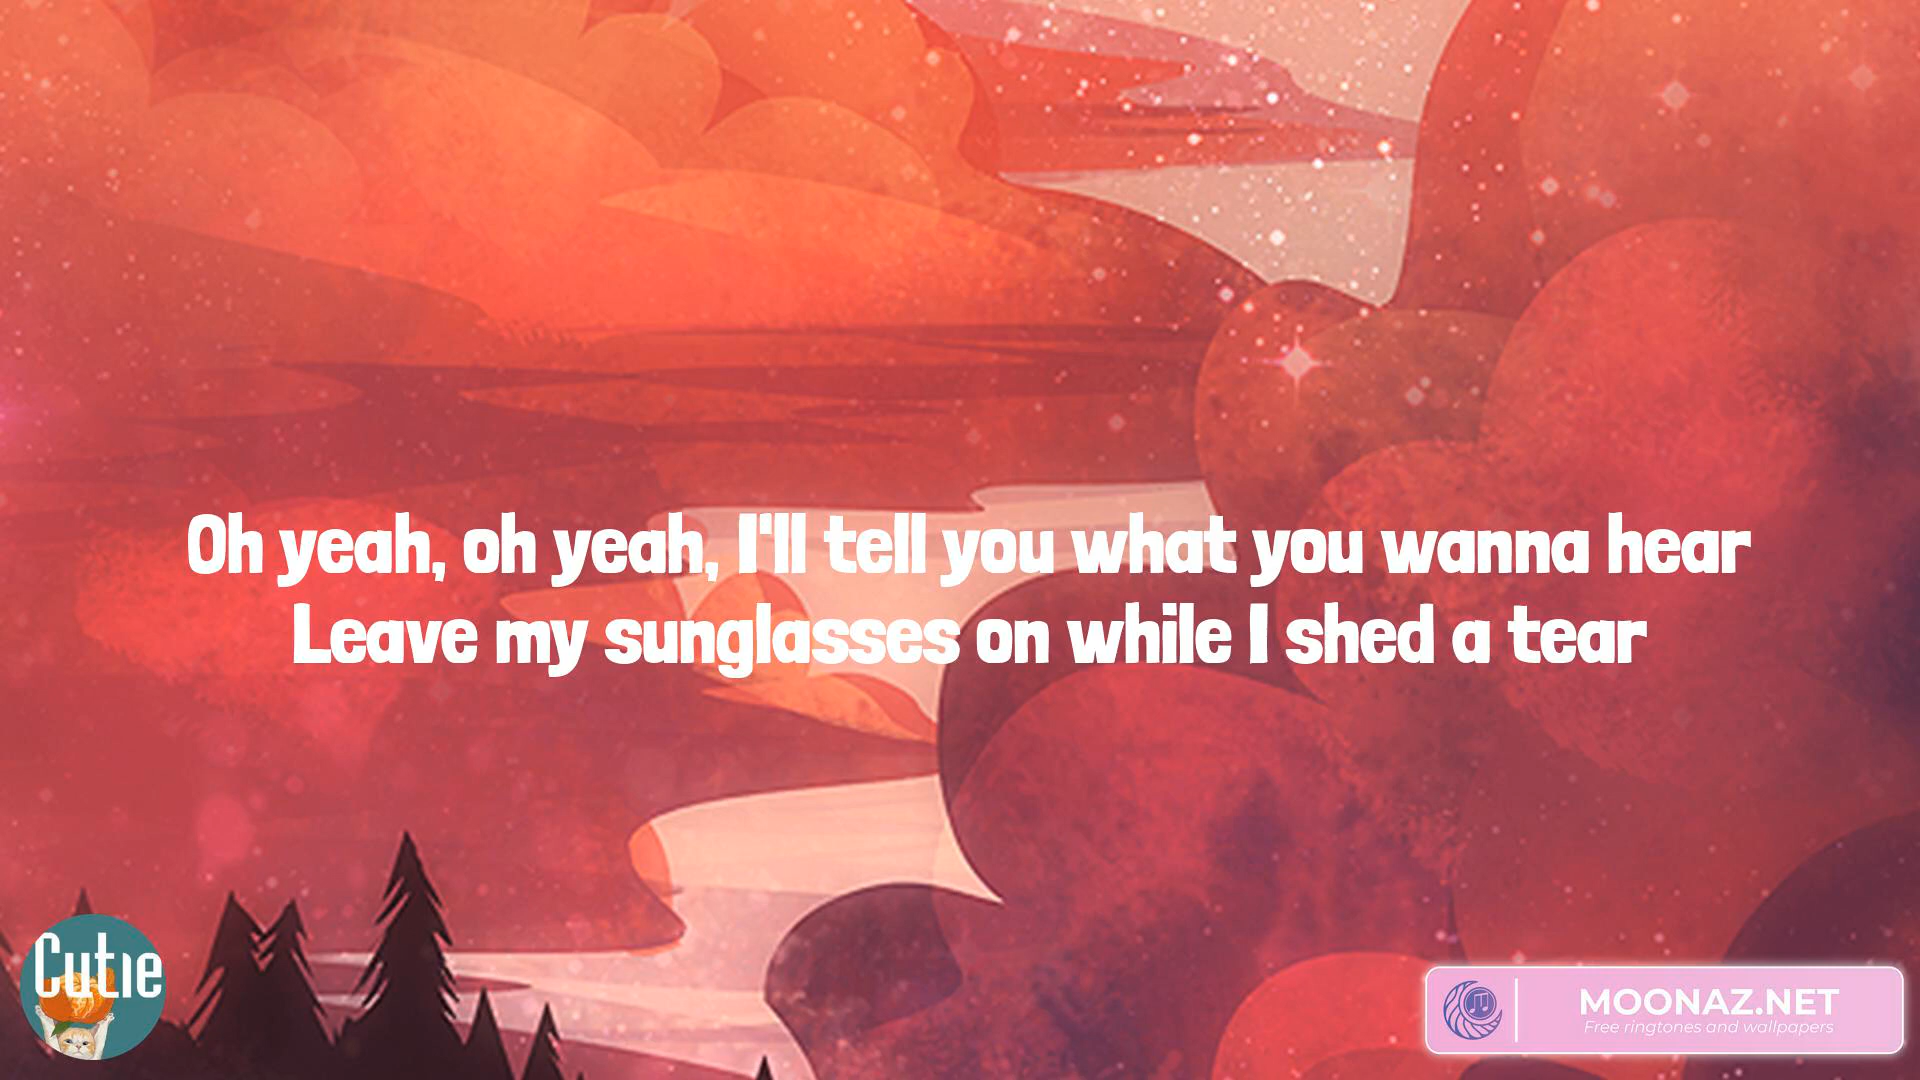 Oh yeah, oh yeah, I'll tell you what you wanna hear
Leave my sunglasses on while I shed a tear
Cutie
MOONAZ.NET
Free ringtones and wallpapers